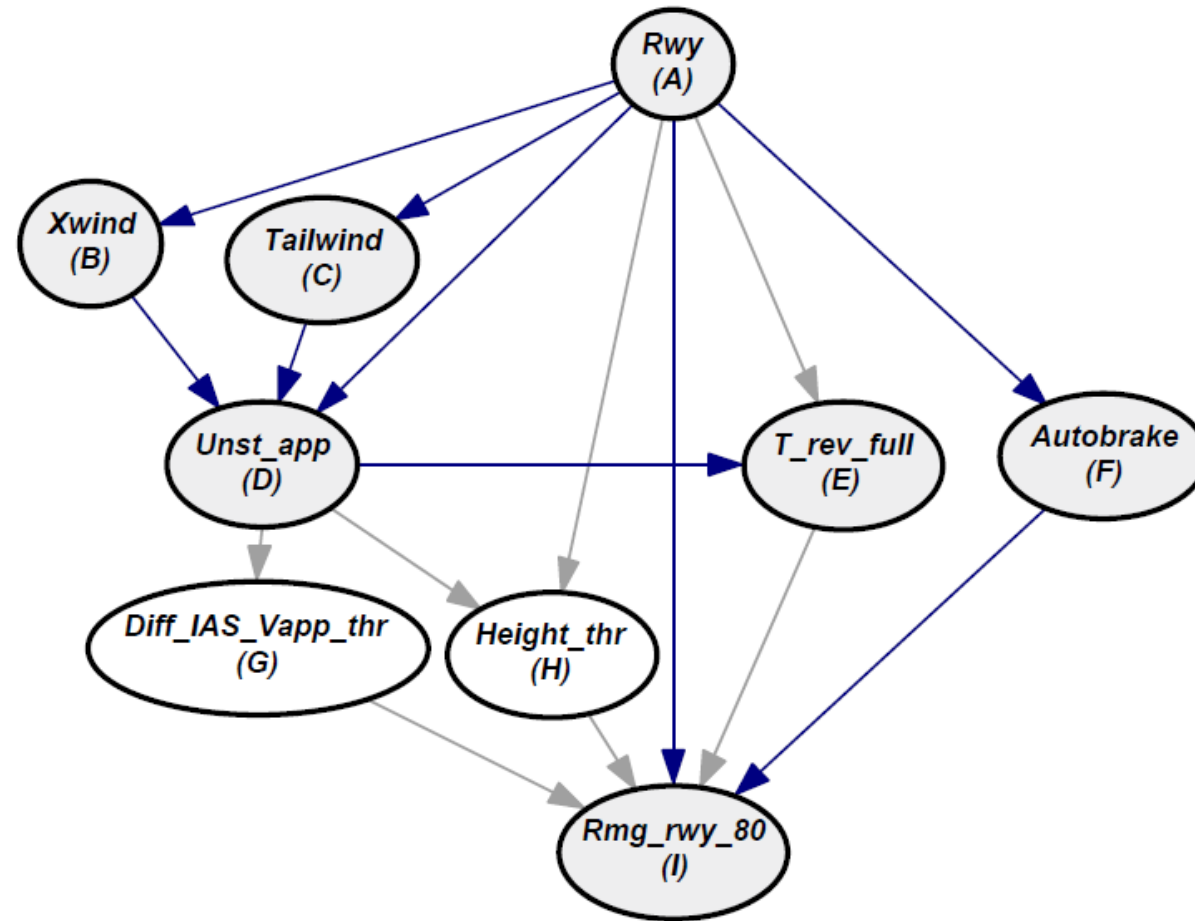 Rwy
(A)
Xwind
(B)
Tailwind
(C)
Unst_app
(D)
T_rev_full
(E)
Autobrake
(F)
Diff_IAS_Vapp_thr
(G)
Height_thr
(H)
Rmg_rwy_80
(I)